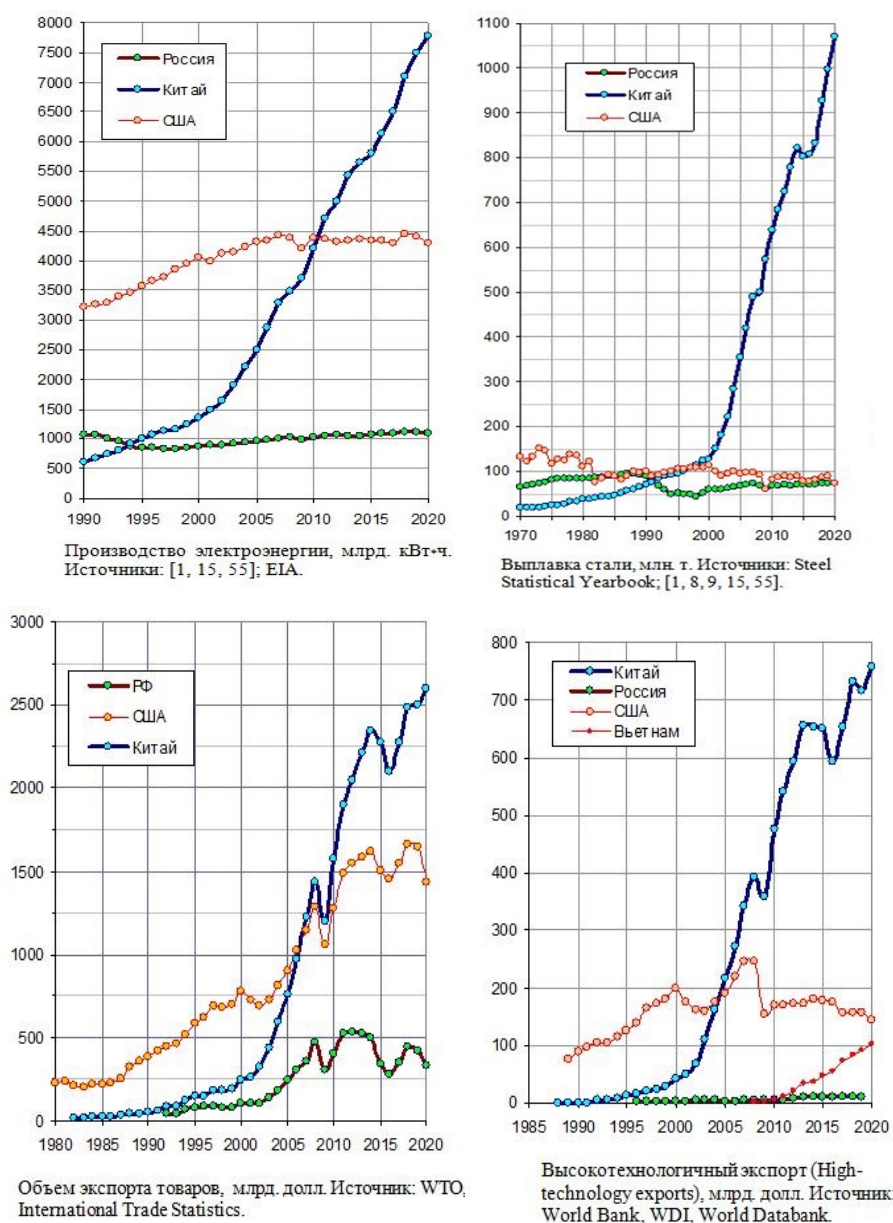 8000
7500
7000
6500
6000
5500
5000
4500
4000
3500
3000
2500
2000
1500
1000
500
0
1990 1995 2000 2005 2010 2015 2020
Россия
Китай
США
Производство электроэнергии, млрд. кВт•ч.
Источники: [1, 15, 55]; EIA.
1100
1000
900
800
700
600
500
400
300
200
100
0
1970 1980 1990 2000 2010 2020
Россия
Китай
США
Выплавка стали, млн. т. Источники: Steel
Statistical Yearbook; [1, 8, 9, 15, 55].
3000
2500
2000
1500
1000
500
0
1980 1985 1990 1995 2000 2005 2010 2015 2020
РФ
США
Китай
Объем экспорта товаров, млрд. долл. Источник: WTO,
International Trade Statistics.
800
700
600
500
400
300
200
100
0
1985 1990 1995 2000 2005 2010 2015 2020
Китай
Россия
США
Вьетнам
Высокотехнологичный экспорт (High-
technology exports), млрд. долл. Источник:
World Bank, WDI, World Databank.